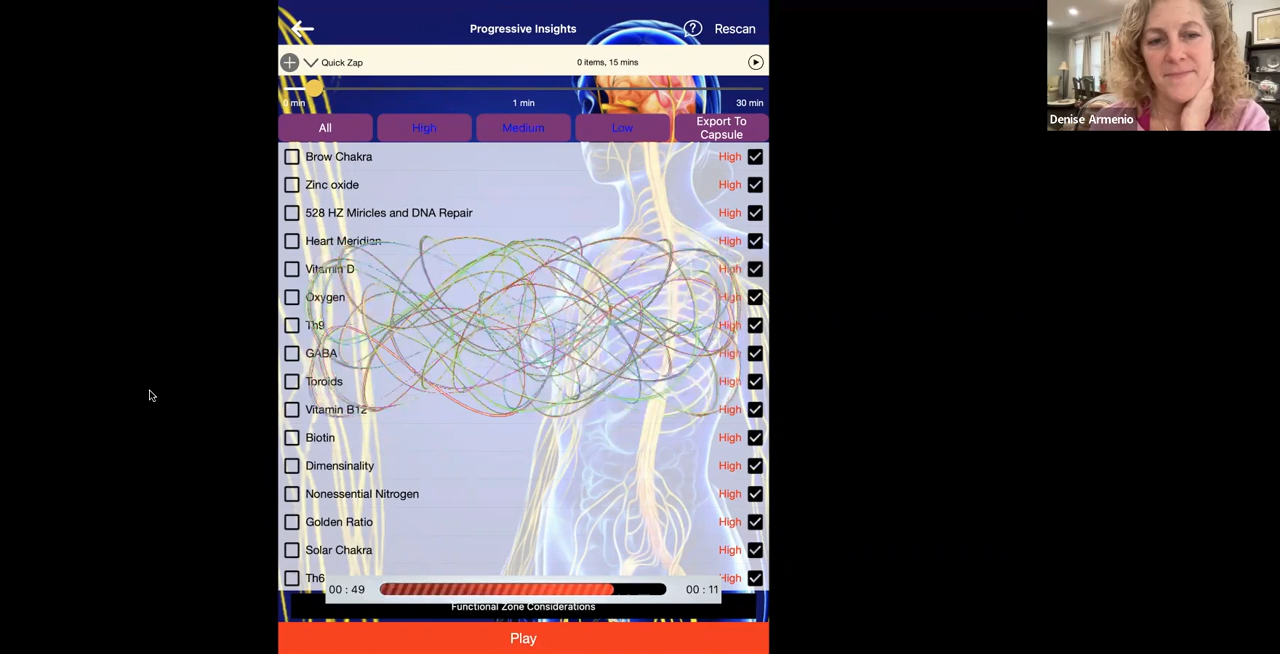 Progressive Insights
Rescan
Quick Zap
0 items, 15 mins
0 min
1 min
30 min
All
High
Medium
Low
Export To
Capsule
Brow Chakra High
Zinc oxide High
528 HZ Miricles and DNA Repair High
Heart Meridian High
Vitamin D High
Oxygen High
Th9 High
GABA High
Toroids High
Vitamin B12 High
Biotin High
Dimensinality High
Nonessential Nitrogen High
Golden Ratio High
Solar Chakra High
Th6 High
00 : 49
00 : 11
Functional Zone Considerations
Play
Denise Armenio